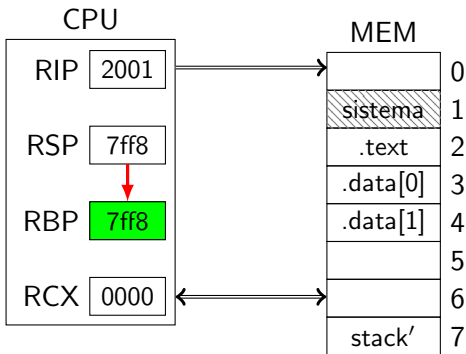 CPU
MEM
RIP 2001
0
sistema 1
RSP 7ff8
.text 2
.data[0] 3
RBP 7ff8
.data[1] 4
5
RCX 0000
6
stack′ 7